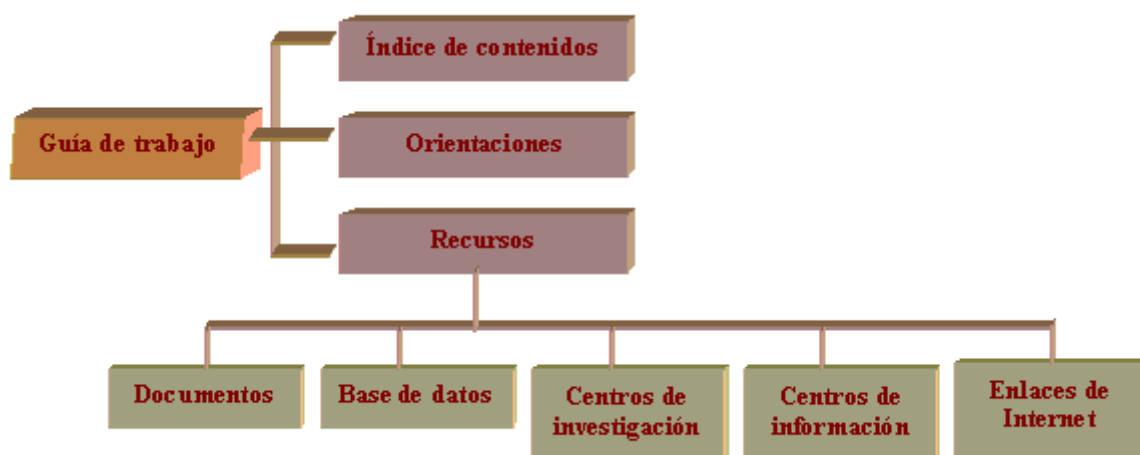 Índice de contenidos
Guía de trabajo
Orientaciones
Recursos
Documentos
Base de datos
Centros de
investigación
Centros de
información
Enlaces de
Internet